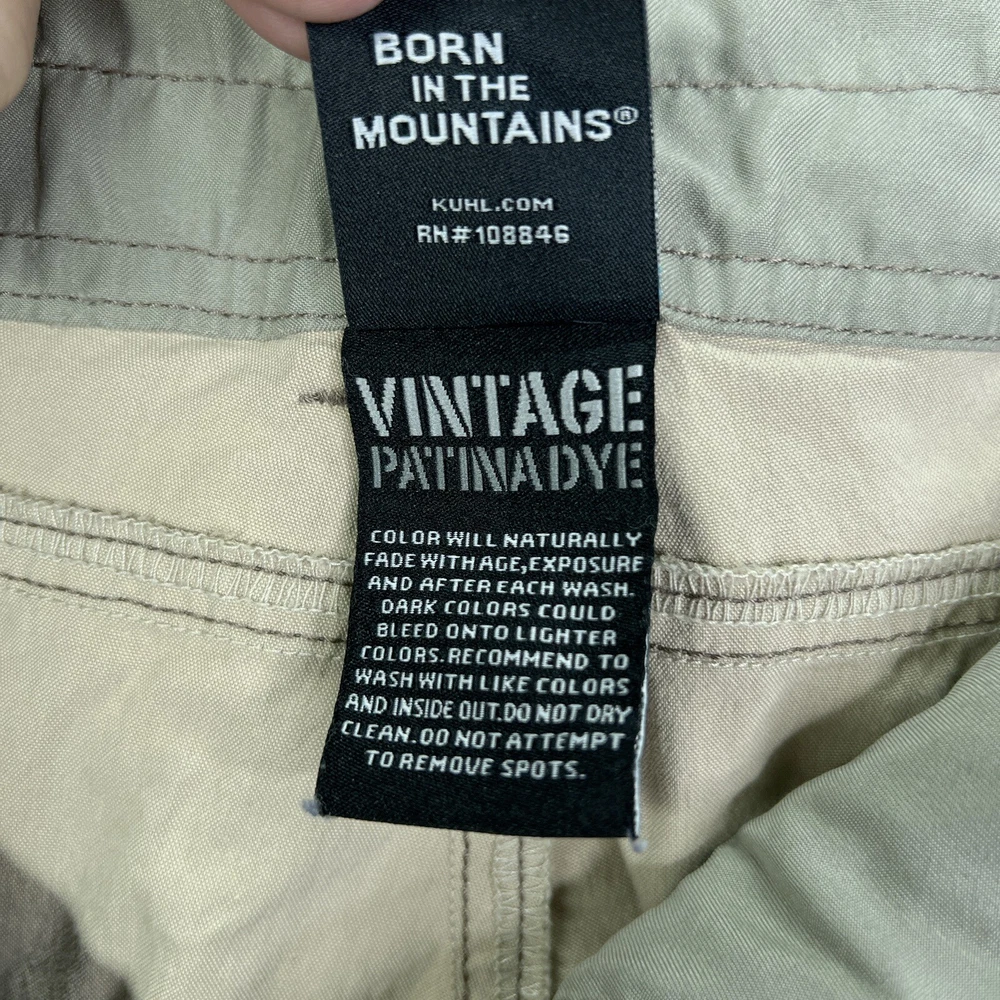 BORN
IN THE
MOUNTAINS®
KUHL.COM
RN#108846
VINTAGE
PATINA DYE
COLOR WILL NATURALLY
FADE WITH AGE, EXPOSURE
AND AFTER EACH WASH.
DARK COLORS COULD
BLEED ONTO LIGHTER
COLORS. RECOMMEND TO
WASH WITH LIKE COLORS
AND INSIDE OUT. DO NOT DRY
CLEAN. DO NOT ATTEMPT
TO REMOVE SPOTS.